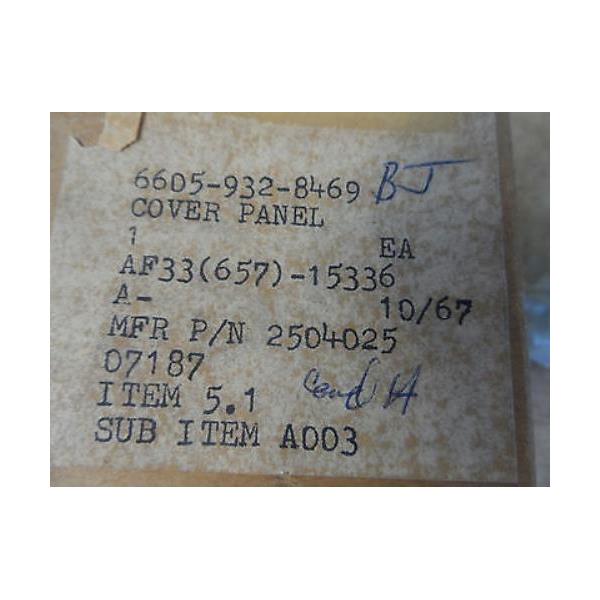 6605-932-8469 BJ
COVER PANEL
1 EA
AF33(657)-15336
A- 10/67
MFR P/N 2504025
07187
ITEM 5.1 Cond A
SUB ITEM A003